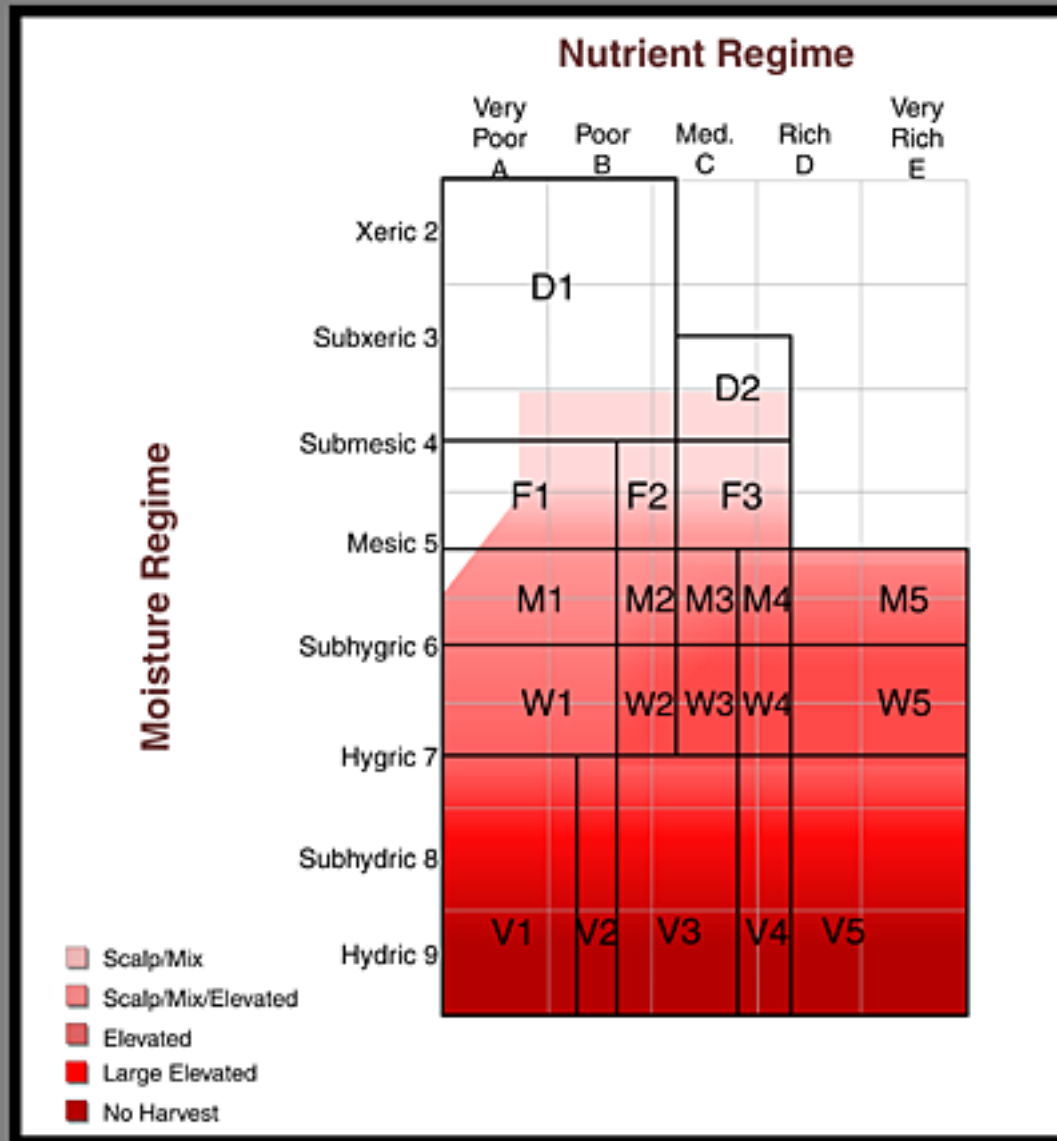 Nutrient Regime
Very
Poor
A
Poor
B
Med.
C
Rich
D
Very
Rich
E
Moisture Regime
Xeric 2
D1
Subxeric 3
D2
Submesic 4
F1 F2 F3
Mesic 5
M1 M2 M3 M4 M5
Subhygric 6
W1 W2 W3 W4 W5
Hygric 7
Subhydric 8
V1 V2 V3 V4 V5
Hydric 9
Scalp/Mix
Scalp/Mix/Elevated
Elevated
Large Elevated
No Harvest